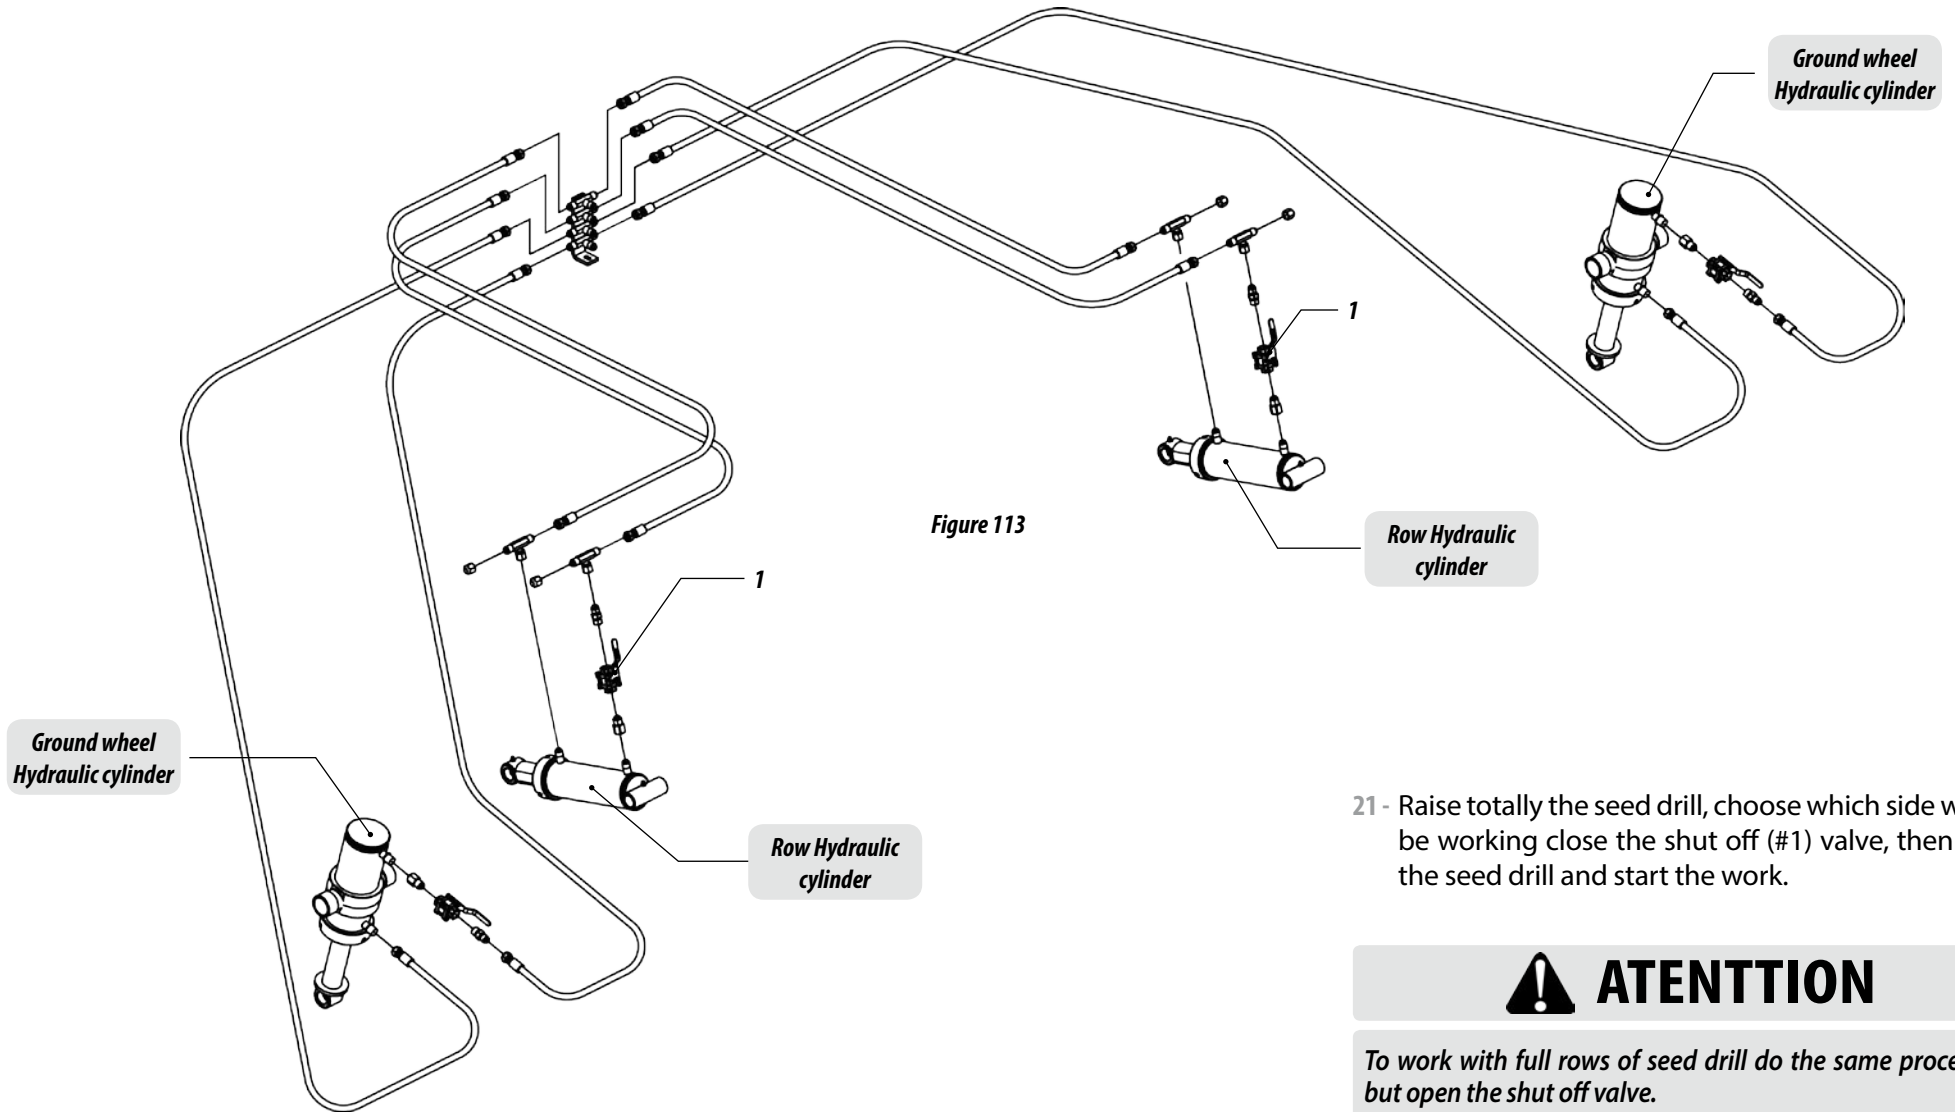 Ground wheel
Hydraulic cylinder
1
Figure 113
Row Hydraulic
cylinder
1
Ground wheel
Hydraulic cylinder
Row Hydraulic
cylinder
21 - Raise totally the seed drill, choose which side
be working close the shut off (#1) valve, then
the seed drill and start the work.
ATENTTION
To work with full rows of seed drill do the same
but open the shut off valve.